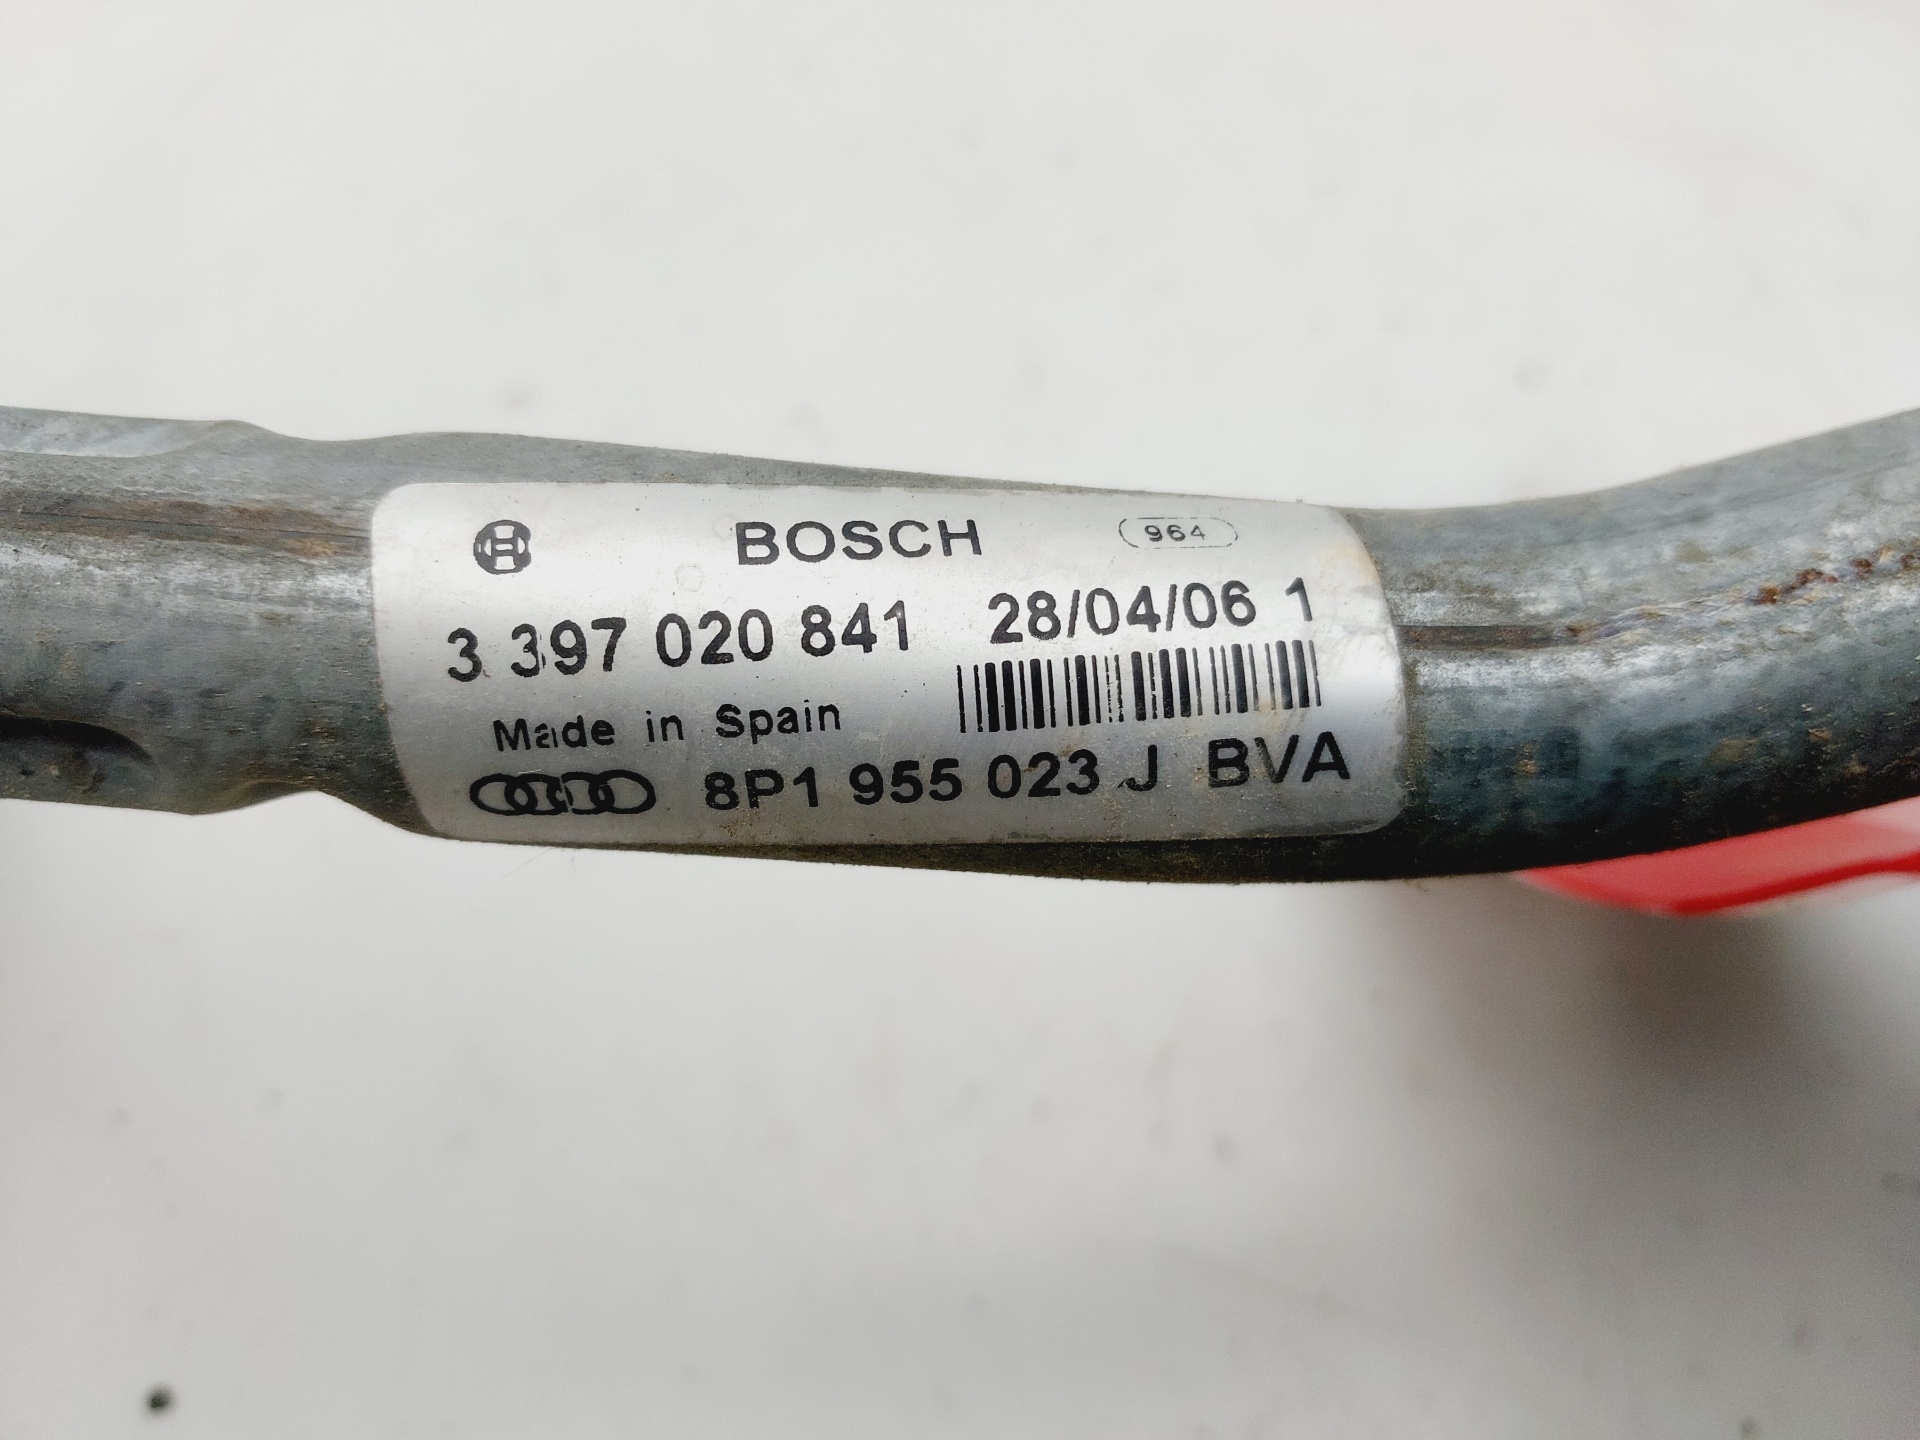 BOSCH 964
3 397 020 841 28/04/06 1
Made in Spain
8P1 955 023 J BVA